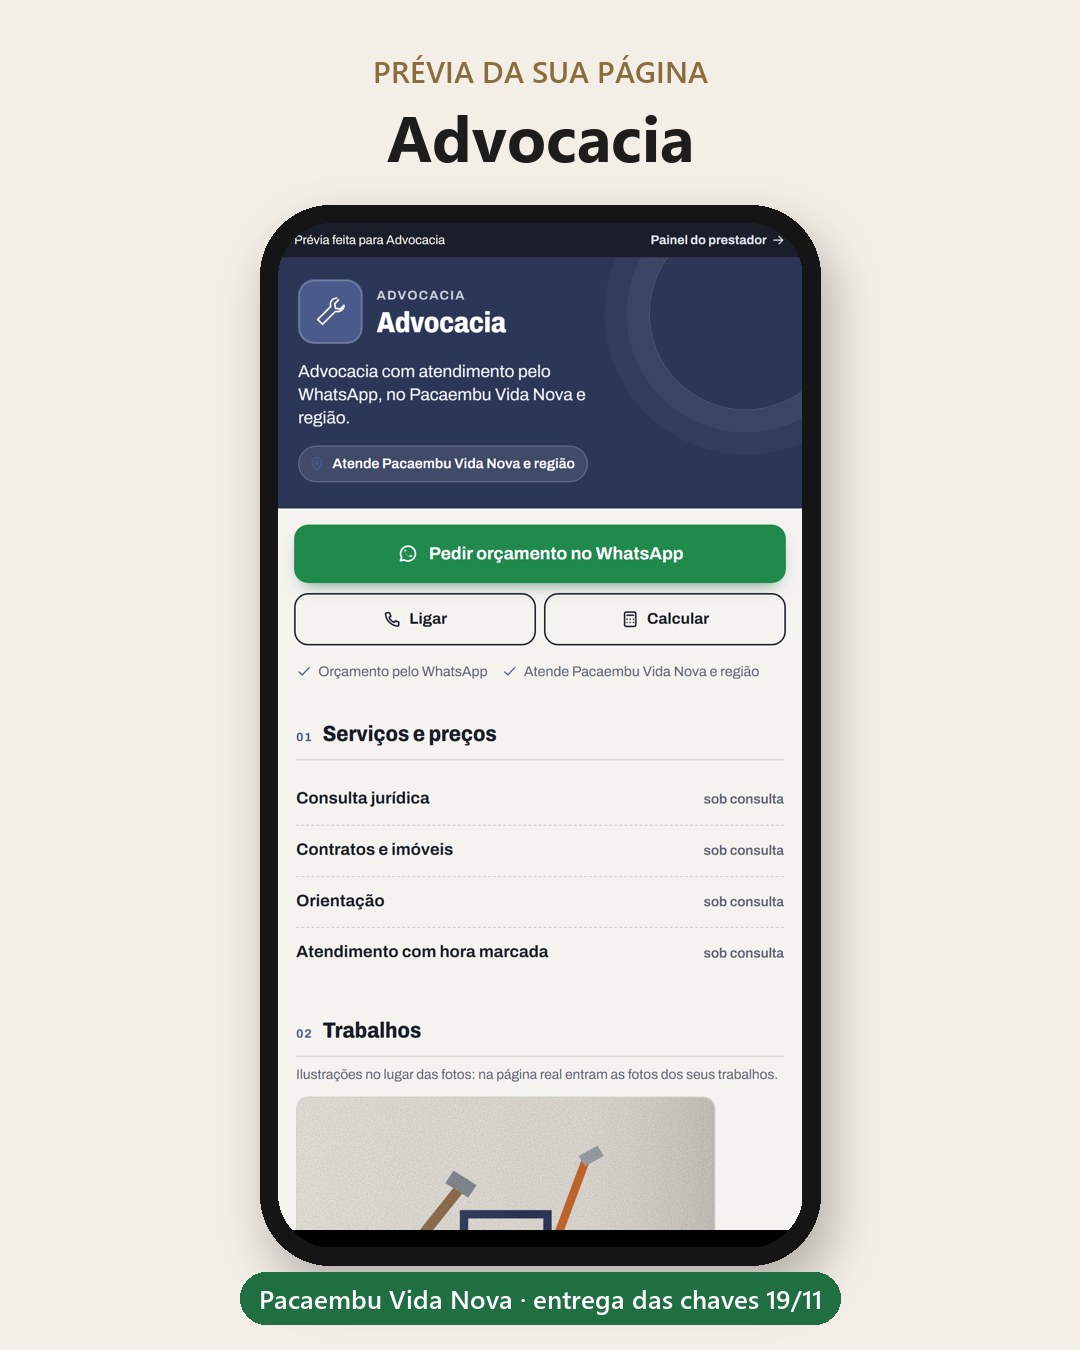 PRÉVIA DA SUA PÁGINA
Advocacia
Prévia feita para Advocacia
Painel do prestador →
ADVOCACIA
Advocacia
Advocacia com atendimento pelo
WhatsApp, no Pacaembu Vida Nova e
região.
Atende Pacaembu Vida Nova e região
Pedir orçamento no WhatsApp
Ligar
Calcular
Orçamento pelo WhatsApp
Atende Pacaembu Vida Nova e região
01 Serviços e preços
Consulta jurídica sob consulta
Contratos e imóveis sob consulta
Orientação sob consulta
Atendimento com hora marcada sob consulta
02 Trabalhos
Ilustrações no lugar das fotos: na página real entram as fotos dos seus trabalhos.
Pacaembu Vida Nova · entrega das chaves 19/11